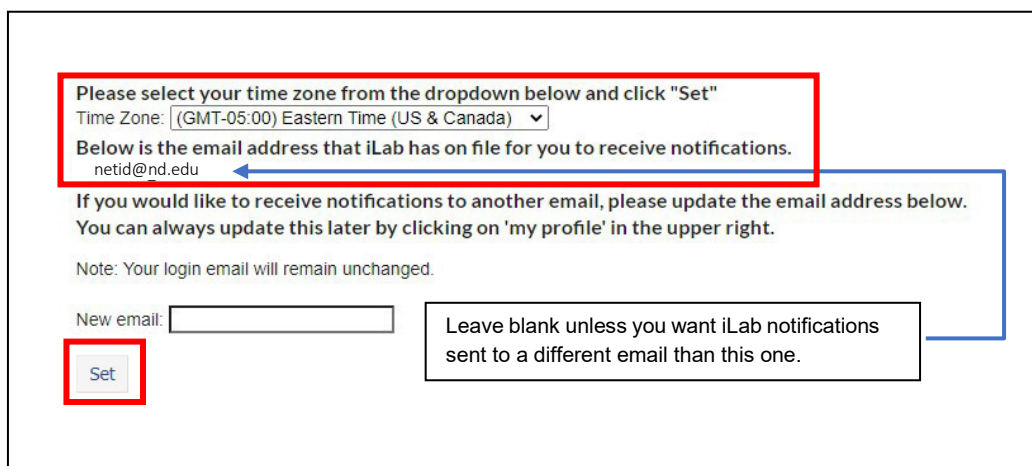 Please select your time zone from the dropdown below and click "Set"
Time Zone: (GMT-05:00) Eastern Time (US & Canada)
Below is the email address that iLab has on file for you to receive notifications.
netid@nd.edu
If you would like to receive notifications to another email, please update the email address below.
You can always update this later by clicking on 'my profile' in the upper right.
Note: Your login email will remain unchanged.
New email:
Leave blank unless you want iLab notifications
sent to a different email than this one.
Set